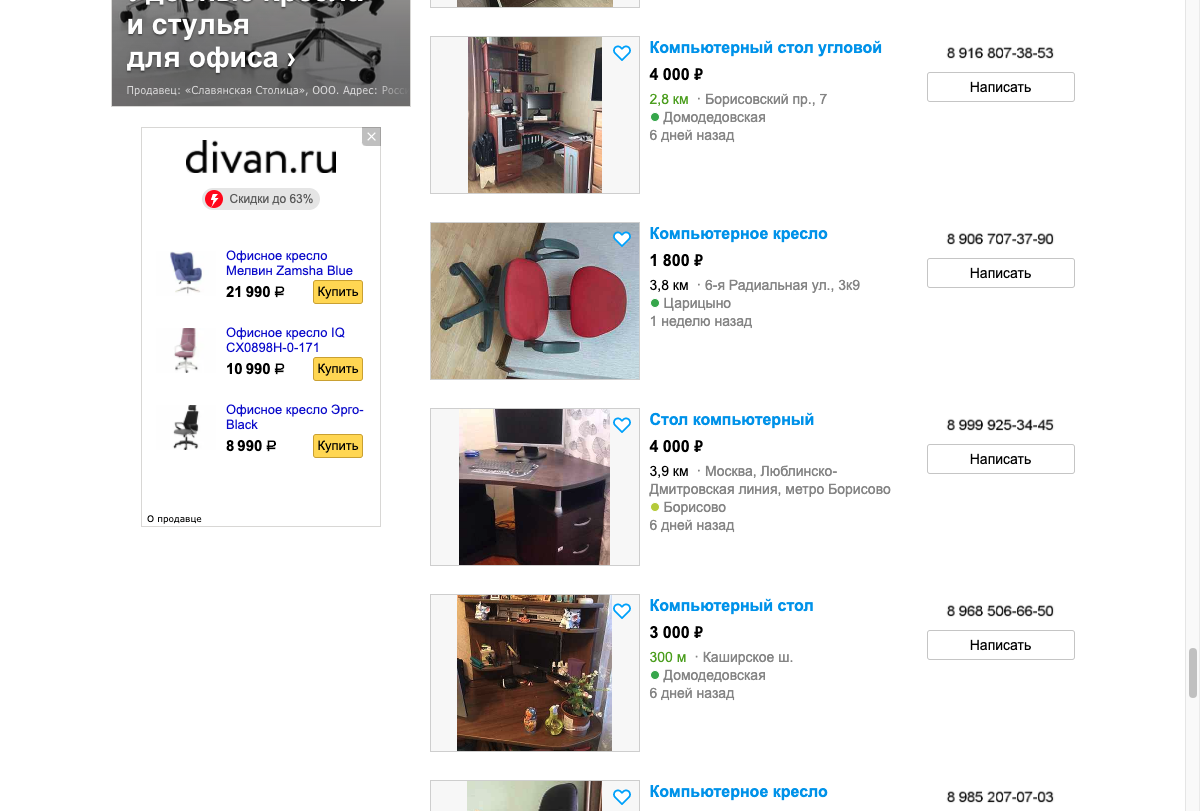 и стулья
для офиса ›
Продавец: «Славянская Столица», ООО. Адрес:
divan.ru
Скидки до 63%
Офисное кресло
Мелвин Zamsha Blue
21 990 ₽
Купить
Офисное кресло IQ
CX0898H-0-171
10 990 ₽
Купить
Офисное кресло Эрго-
Black
8 990 ₽
Купить
О продавце
Компьютерный стол угловой
4 000 ₽
2,8 км · Борисовский пр., 7
Домодедовская
6 дней назад
8 916 807-38-53
Написать
Компьютерное кресло
1 800 ₽
3,8 км · 6-я Радиальная ул., 3к9
Царицыно
1 неделю назад
8 906 707-37-90
Написать
Стол компьютерный
4 000 ₽
3,9 км · Москва, Люблинско-
Дмитровская линия, метро Борисово
Борисово
6 дней назад
8 999 925-34-45
Написать
Компьютерный стол
3 000 ₽
300 м · Каширское ш.
Домодедовская
6 дней назад
8 968 506-66-50
Написать
Компьютерное кресло
8 985 207-07-03